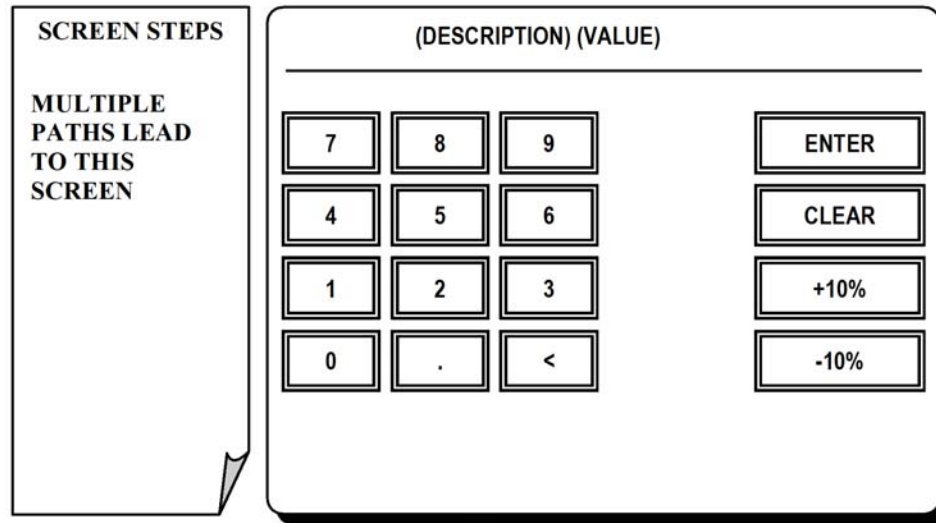 SCREEN STEPS
MULTIPLE
PATHS LEAD
TO THIS
SCREEN
(DESCRIPTION) (VALUE)
7 8 9 ENTER
4 5 6 CLEAR
1 2 3 +10%
0 . < -10%